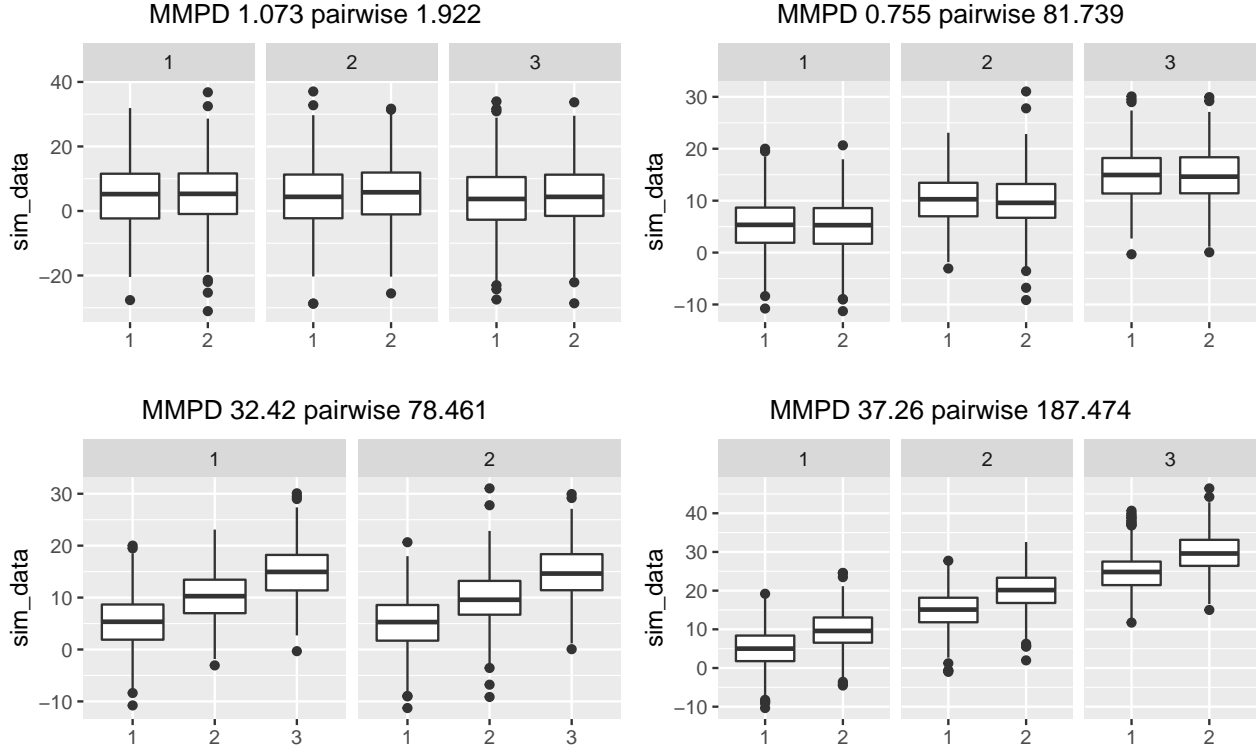 MMPD 1.073 pairwise 1.922
1 2 3
40
20
0
−20
sim_data
1 2 1 2 1 2
MMPD 0.755 pairwise 81.739
1 2 3
30
20
10
0
−10
sim_data
1 2 1 2 1 2
MMPD 32.42 pairwise 78.461
1 2
30
20
10
0
−10
sim_data
1 2 3 1 2 3
MMPD 37.26 pairwise 187.474
1 2 3
40
30
20
10
0
−10
sim_data
1 2 1 2 1 2